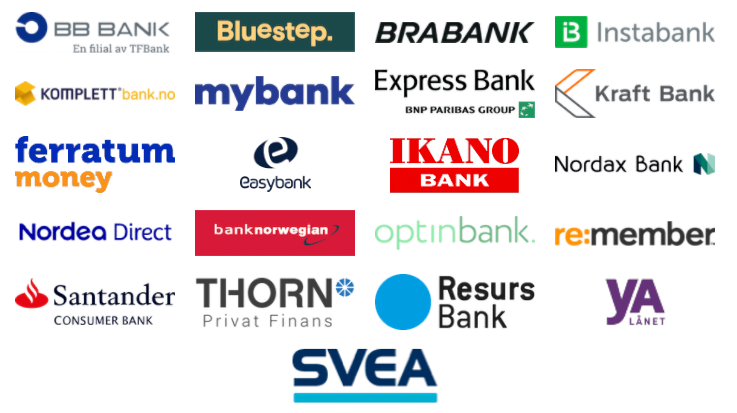 BB BANK
En filial av TFBank
Bluestep.
BRABANK
iB Instabank
KOMPLETT®bank.no
mybank
Express Bank
BNP PARIBAS GROUP
Kraft Bank
ferratum
money
easybank
IKANO
BANK
Nordax Bank
Nordea Direct
banknorwegian
optinbank.
re:member
Santander
CONSUMER BANK
THORN
Privat Finans
Resurs
Bank
yA
LÅNET
SVEA